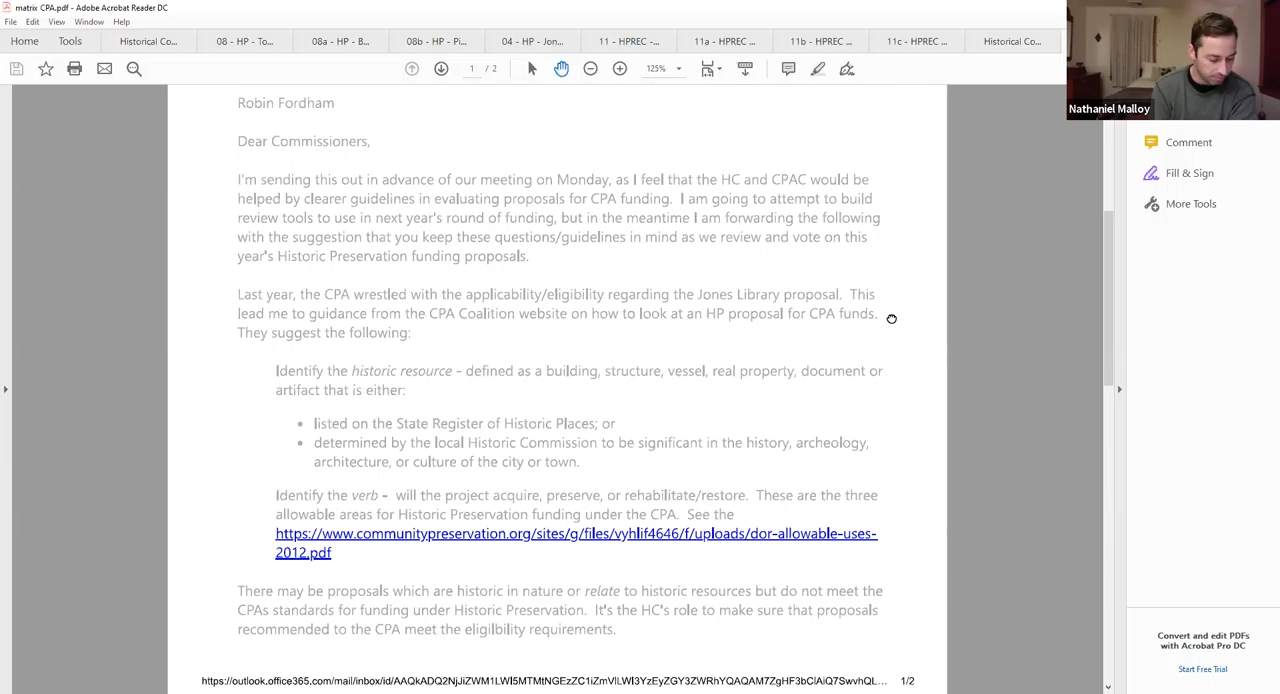 matrix CPA.pdf - Adobe Acrobat Reader DC
File Edit View Window Help
Home Tools Historical Co... 08 - HP - To... 08a - HP - B... 08b - HP - Pi... 04 - HP - Jon... 11 - HPREC -... 11a - HPREC ... 11b - HPREC ... 11c - HPREC ... Historical Co...
1 / 2 125%
Nathaniel Malloy
Robin Fordham
Dear Commissioners,
I'm sending this out in advance of our meeting on Monday, as I feel that the HC and CPAC would be
helped by clearer guidelines in evaluating proposals for CPA funding. I am going to attempt to build
review tools to use in next year's round of funding, but in the meantime I am forwarding the following
with the suggestion that you keep these questions/guidelines in mind as we review and vote on this
year's Historic Preservation funding proposals.
Last year, the CPA wrestled with the applicability/eligibility regarding the Jones Library proposal. This
lead me to guidance from the CPA Coalition website on how to look at an HP proposal for CPA funds.
They suggest the following:
Identify the historic resource - defined as a building, structure, vessel, real property, document or
artifact that is either:
• listed on the State Register of Historic Places; or
• determined by the local Historic Commission to be significant in the history, archeology,
architecture, or culture of the city or town.
Identify the verb - will the project acquire, preserve, or rehabilitate/restore. These are the three
allowable areas for Historic Preservation funding under the CPA. See the
https://www.communitypreservation.org/sites/g/files/vyhlif4646/f/uploads/dor-allowable-uses-
2012.pdf
There may be proposals which are historic in nature or relate to historic resources but do not meet the
CPAs standards for funding under Historic Preservation. It's the HC's role to make sure that proposals
recommended to the CPA meet the eligilbility requirements.
1/2
Comment
Fill & Sign
More Tools
Convert and edit PDFs
with Acrobat Pro DC
Start Free Trial